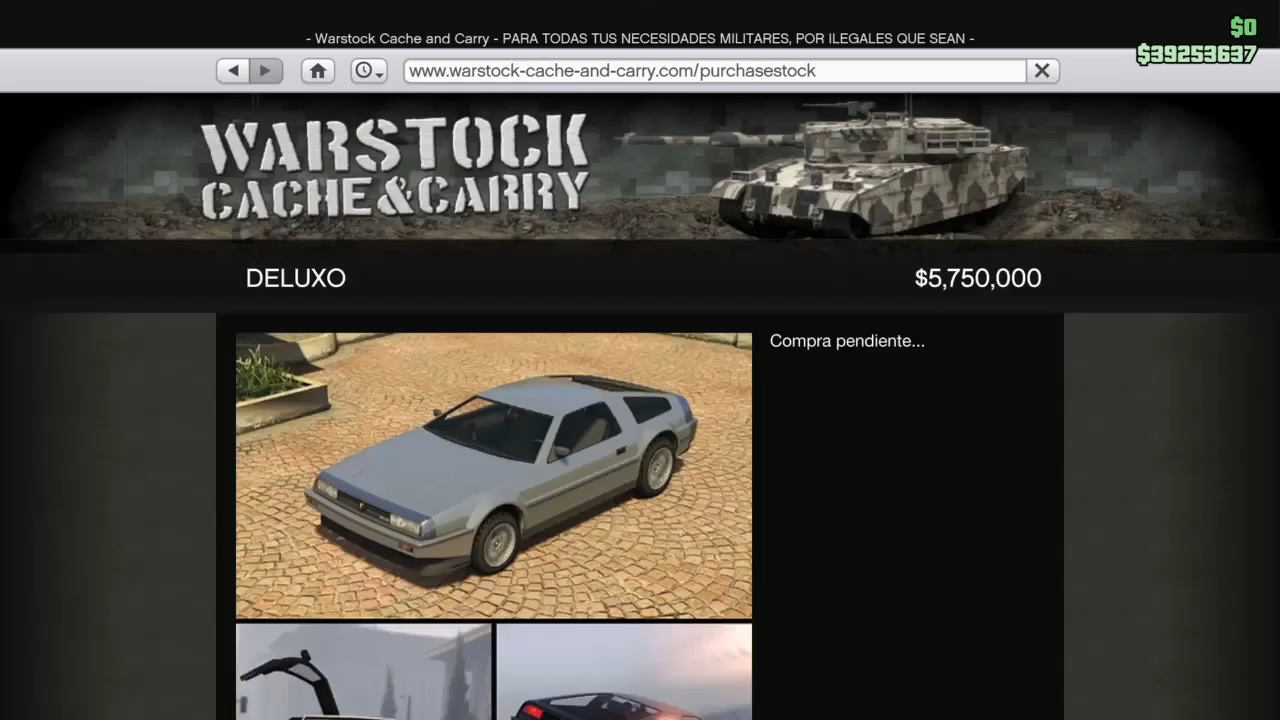 - Warstock Cache and Carry - PARA TODAS TUS NECESIDADES MILITARES, POR ILEGALES QUE SEAN -
$0
$39253637
www.warstock-cache-and-carry.com/purchasestock
WARSTOCK
CACHE&CARRY
DELUXO
$5,750,000
Compra pendiente...